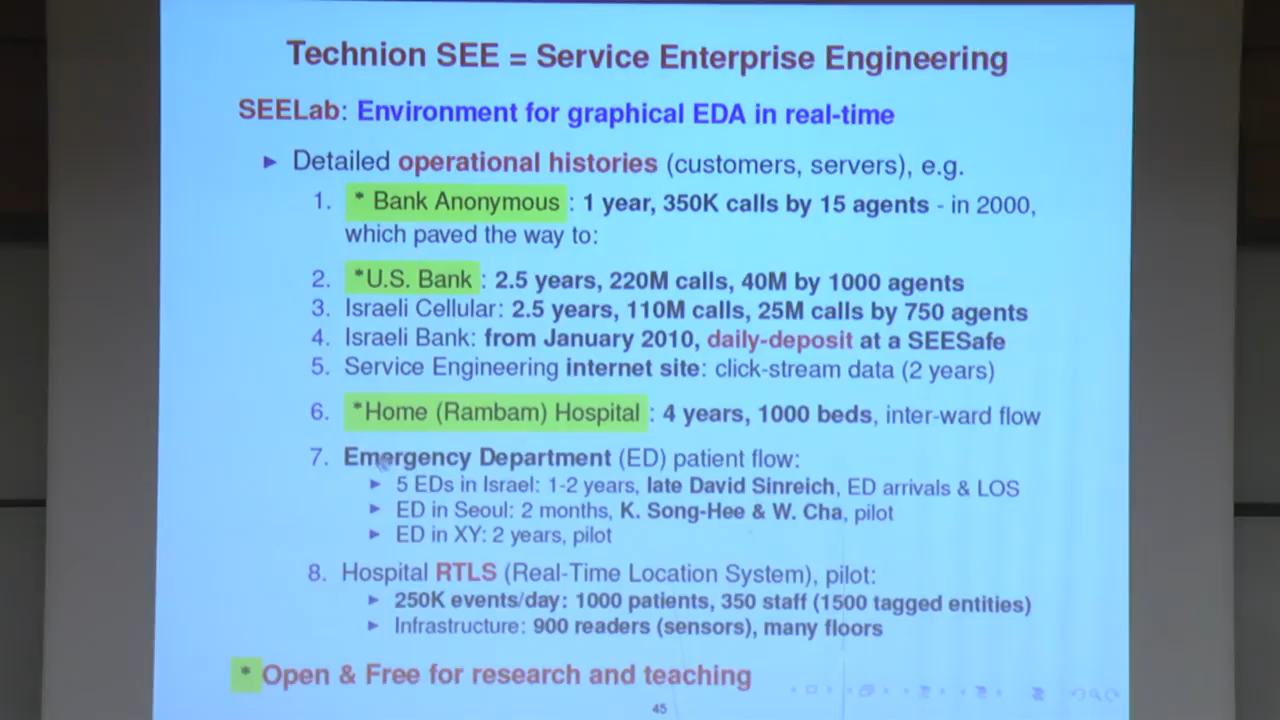 Technion SEE = Service Enterprise Engineering
SEELab: Environment for graphical EDA in real-time
► Detailed operational histories (customers, servers), e.g.
1. * Bank Anonymous : 1 year, 350K calls by 15 agents - in 2000,
which paved the way to:
2. *U.S. Bank : 2.5 years, 220M calls, 40M by 1000 agents
3. Israeli Cellular: 2.5 years, 110M calls, 25M calls by 750 agents
4. Israeli Bank: from January 2010, daily-deposit at a SEESafe
5. Service Engineering internet site: click-stream data (2 years)
6. *Home (Rambam) Hospital : 4 years, 1000 beds, inter-ward flow
7. Emergency Department (ED) patient flow:
► 5 EDs in Israel: 1-2 years, late David Sinreich, ED arrivals & LOS
► ED in Seoul: 2 months, K. Song-Hee & W. Cha, pilot
► ED in XY: 2 years, pilot
8. Hospital RTLS (Real-Time Location System), pilot:
► 250K events/day: 1000 patients, 350 staff (1500 tagged entities)
► Infrastructure: 900 readers (sensors), many floors
* Open & Free for research and teaching
45